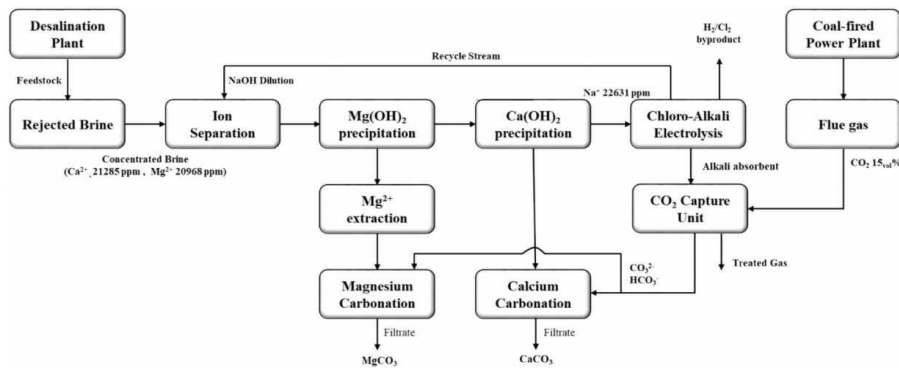 Desalination
Plant
H₂/Cl₂
byproduct
Coal-fired
Power Plant
Recycle Stream
Feedstock
NaOH Dilution
Na⁺ 22631 ppm
Rejected Brine
Ion
Separation
Mg(OH)₂
precipitation
Ca(OH)₂
precipitation
Chloro-Alkali
Electrolysis
Flue gas
Concentrated Brine
(Ca²⁺, 21285 ppm , Mg²⁺ 20968 ppm)
Alkali absorbent
CO₂ 15vol%
Mg²⁺
extraction
CO₂ Capture
Unit
Treated Gas
CO₃²⁻
HCO₃⁻
Magnesium
Carbonation
Calcium
Carbonation
Filtrate
Filtrate
MgCO₃
CaCO₃